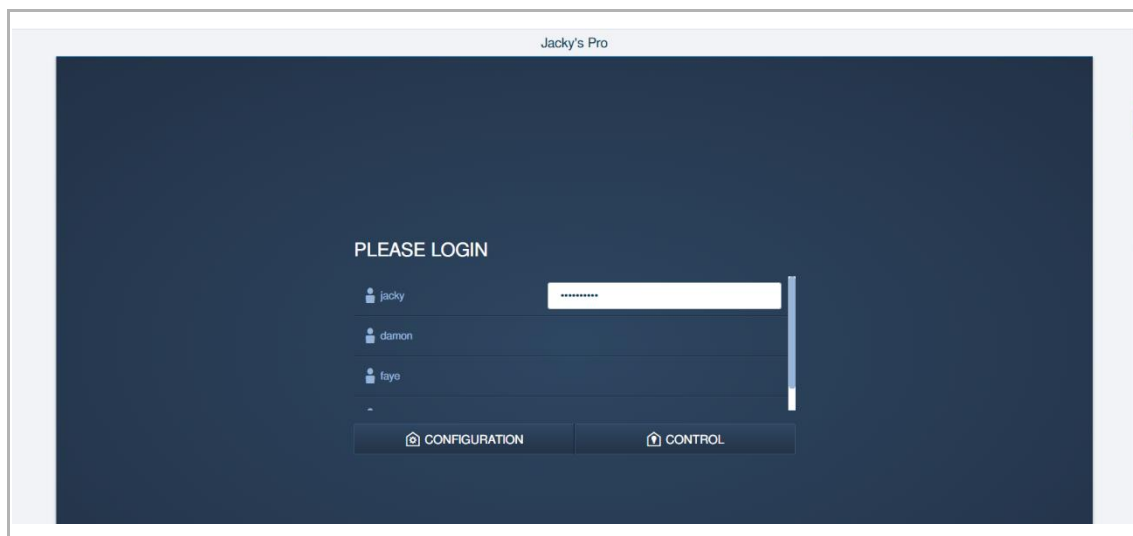 Jacky's Pro
PLEASE LOGIN
jacky
••••••••••
damon
faye
CONFIGURATION
CONTROL